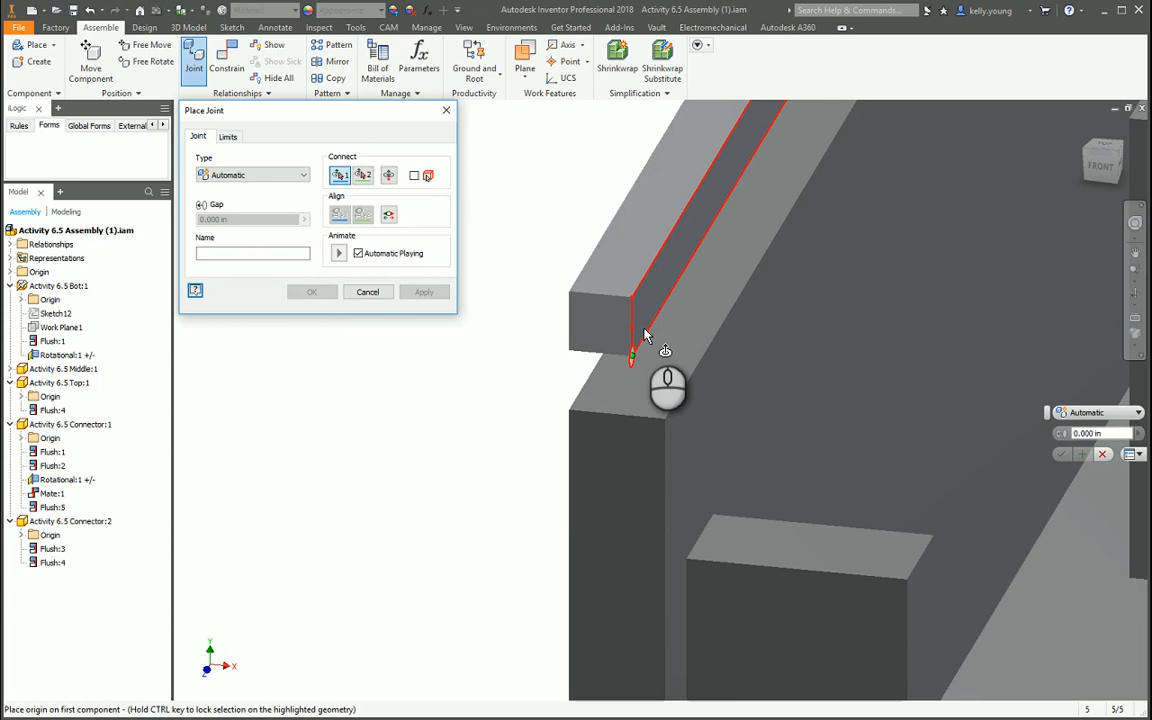 Autodesk Inventor Professional 2018 Activity 6.5 Assembly (1).iam
Search Help & Commands...
kelly.young
File Factory Assemble Design 3D Model Sketch Annotate Inspect Tools CAM Manage View Environments Get Started Add-Ins Vault Electromechanical Autodesk A360
Place
Create
Component
Move
Component
Free Move
Free Rotate
Position
Joint
Constrain
Show
Show Sick
Hide All
Relationships
Pattern
Mirror
Copy
Pattern
Bill of
Materials
Parameters
Manage
Ground and
Root
Productivity
Plane
Axis
Point
UCS
Work Features
Shrinkwrap
Shrinkwrap
Substitute
Simplification
iLogic
Rules Forms Global Forms External
Model
Assembly Modeling
Activity 6.5 Assembly (1).iam
Relationships
Representations
Origin
Activity 6.5 Bot:1
Origin
Sketch12
Work Plane1
Flush:1
Rotational:1 +/-
Activity 6.5 Middle:1
Activity 6.5 Top:1
Origin
Flush:4
Activity 6.5 Connector:1
Origin
Flush:1
Flush:2
Rotational:1 +/-
Mate:1
Flush:5
Activity 6.5 Connector:2
Origin
Flush:3
Flush:4
Place Joint
Joint Limits
Type
Automatic
Gap
0.000 in
Name
Connect
1 2
Align
Animate
Automatic Playing
OK Cancel Apply
FRONT
Automatic
0.000 in
Y
X
Z
Place origin on first component - (Hold CTRL key to lock selection on the highlighted geometry)
5 5/5